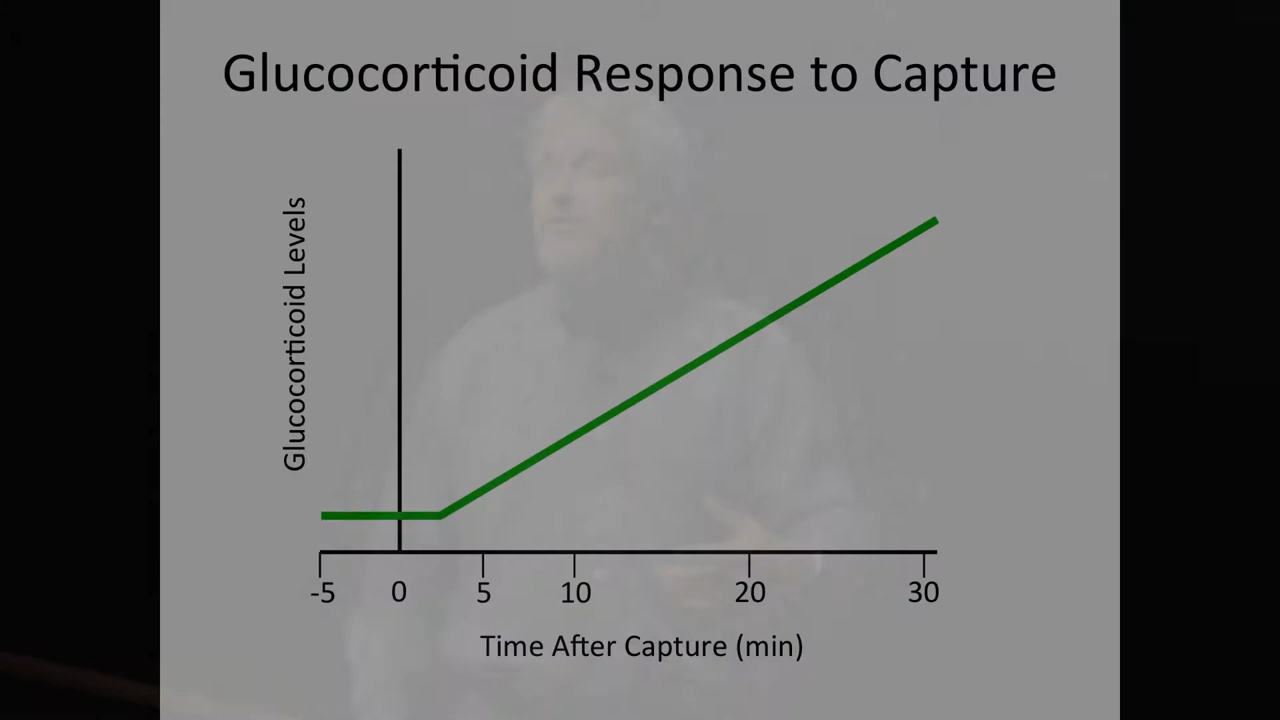 Glucocorticoid Response to Capture
Glucocorticoid Levels
-5 0 5 10 20 30
Time After Capture (min)